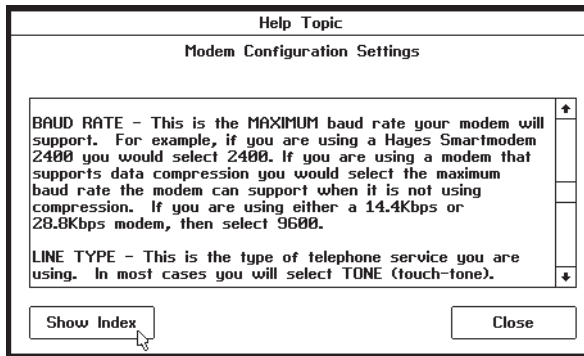 Help Topic
Modem Configuration Settings
BAUD RATE - This is the MAXIMUM baud rate your modem will
support.  For example, if you are using a Hayes Smartmodem
2400 you would select 2400. If you are using a modem that
supports data compression you would select the maximum
baud rate the modem can support when it is not using
compression.  If you are using either a 14.4Kbps or
28.8Kbps modem, then select 9600.
LINE TYPE - This is the type of telephone service you are
using.  In most cases you will select TONE (touch-tone).
Show Index
Close